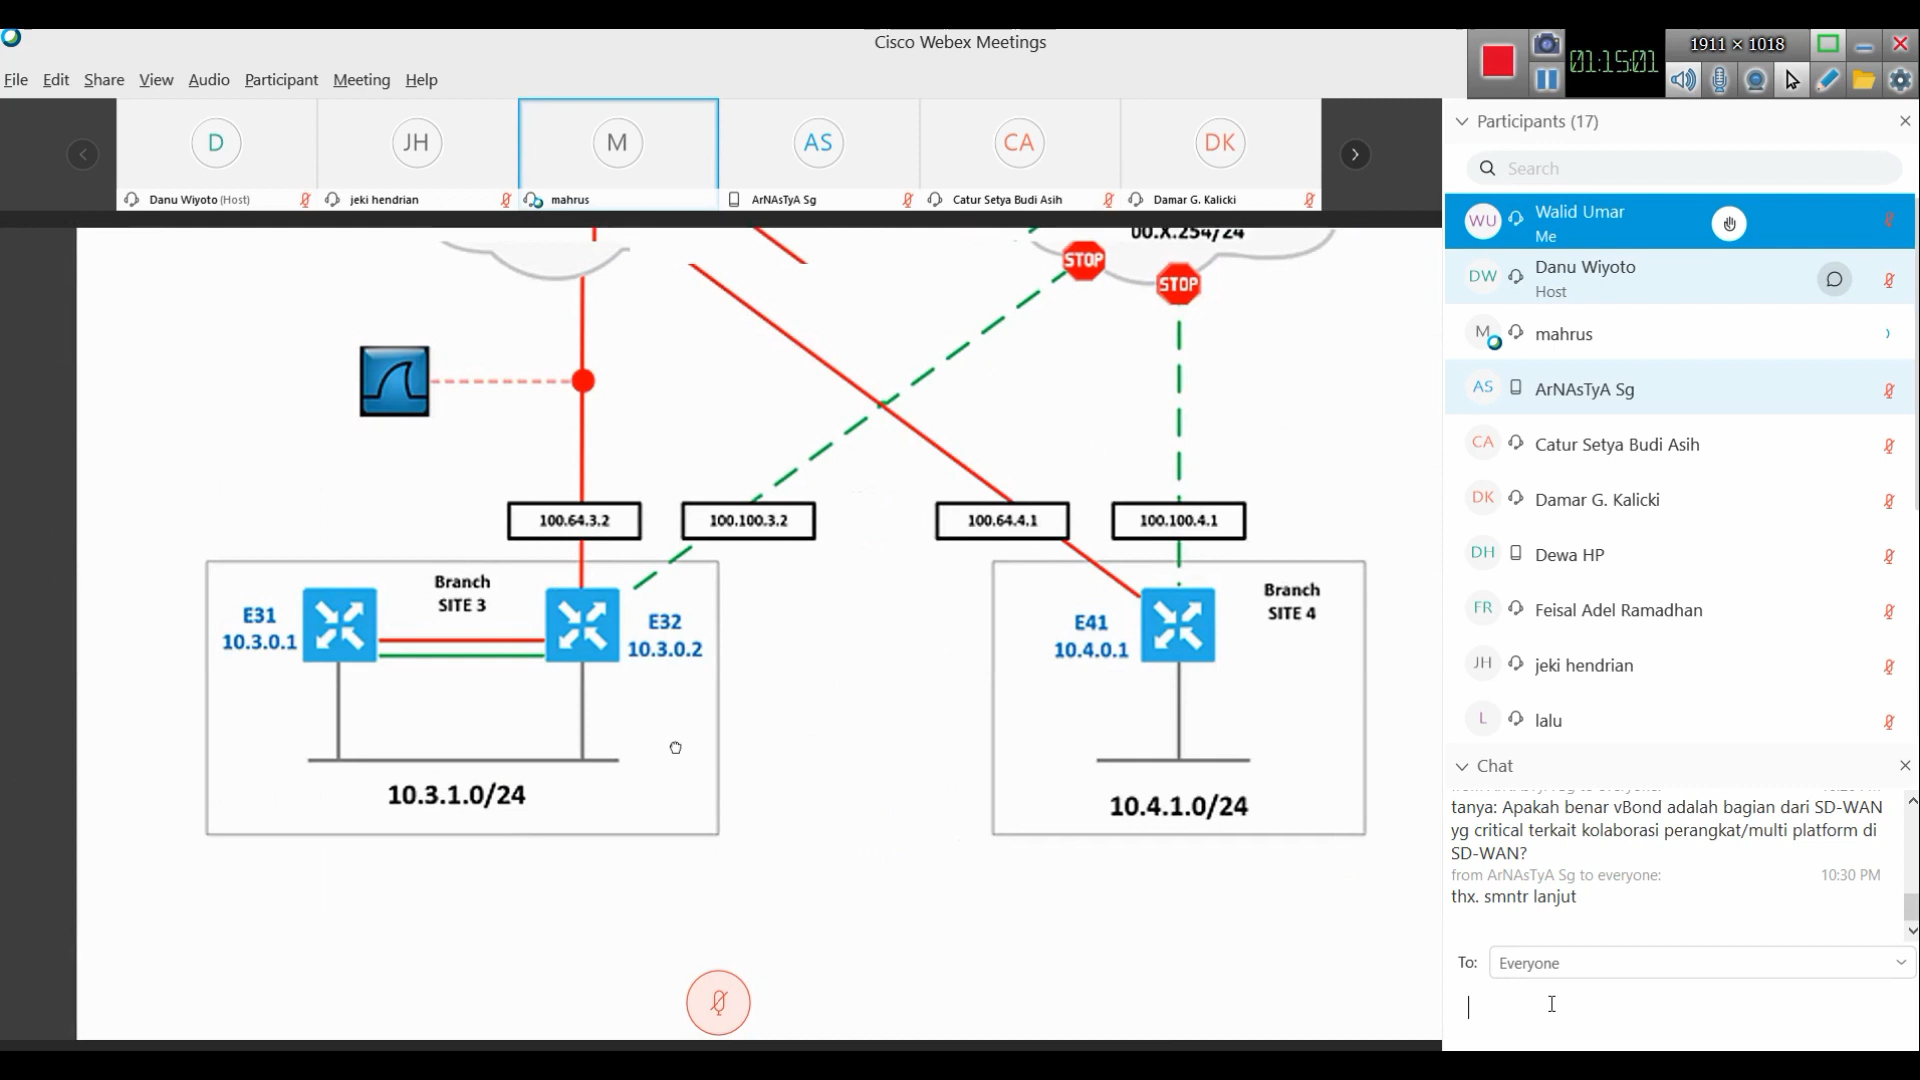 Cisco Webex Meetings
1911 × 1018
01:15:01
File Edit Share View Audio Participant Meeting Help
D
JH
M
AS
CA
DK
Danu Wiyoto (Host)
jeki hendrian
mahrus
ArNAsTyA Sg
Catur Setya Budi Asih
Damar G. Kalicki
00.X.254/24
STOP
STOP
100.64.3.2
100.100.3.2
100.64.4.1
100.100.4.1
Branch
SITE 3
E31
10.3.0.1
E32
10.3.0.2
10.3.1.0/24
Branch
SITE 4
E41
10.4.0.1
10.4.1.0/24
Participants (17)
Search
WU Walid Umar
Me
DW Danu Wiyoto
Host
M mahrus
AS ArNAsTyA Sg
CA Catur Setya Budi Asih
DK Damar G. Kalicki
DH Dewa HP
FR Feisal Adel Ramadhan
JH jeki hendrian
L lalu
Chat
tanya: Apakah benar vBond adalah bagian dari SD-WAN
yg critical terkait kolaborasi perangkat/multi platform di
SD-WAN?
from ArNAsTyA Sg to everyone: 10:30 PM
thx. smntr lanjut
To: Everyone